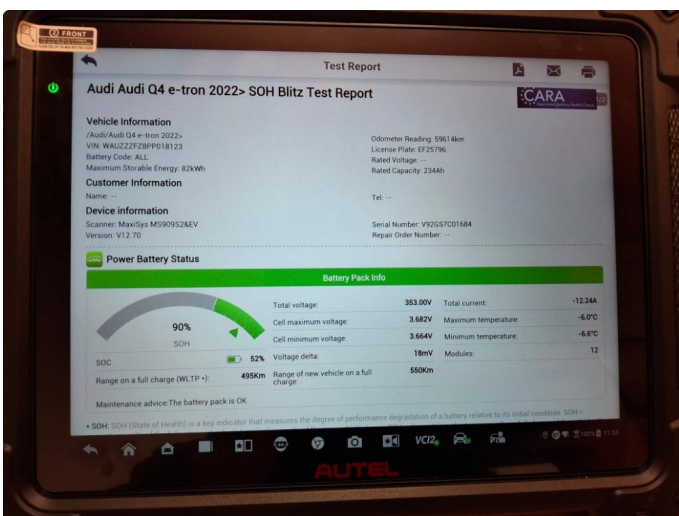 FRONT
Test Report
Audi Audi Q4 e-tron 2022> SOH Blitz Test Report
CARA
Vehicle Information
/Audi/Audi Q4 e-tron 2022>
Odometer Reading: 59614km
VIN: WAUZZZFZ8PP018123
License Plate: EF25796
Battery Code: ALL
Rated Voltage: --
Maximum Storable Energy: 82kWh
Rated Capacity: 234Ah
Customer Information
Name: --
Tel: --
Device information
Scanner: MaxiSys MS909S2&EV
Serial Number: V92GS7C01684
Version: V12.70
Repair Order Number: --
Power Battery Status
Battery Pack Info
90%
SOH
SOC 52%
Range on a full charge (WLTP •): 495Km
Total voltage: 353.00V
Total current: -12.24A
Cell maximum voltage: 3.682V
Maximum temperature: -6.0°C
Cell minimum voltage: 3.664V
Minimum temperature: -6.6°C
Voltage delta: 18mV
Modules: 12
Range of new vehicle on a full
charge: 550Km
Maintenance advice:The battery pack is OK
• SOH: SOH (State of Health) is a key indicator that measures the degree of performance degradation of a battery relative to its initial condition. SOH =
VCI2
100% 11:59
AUTEL